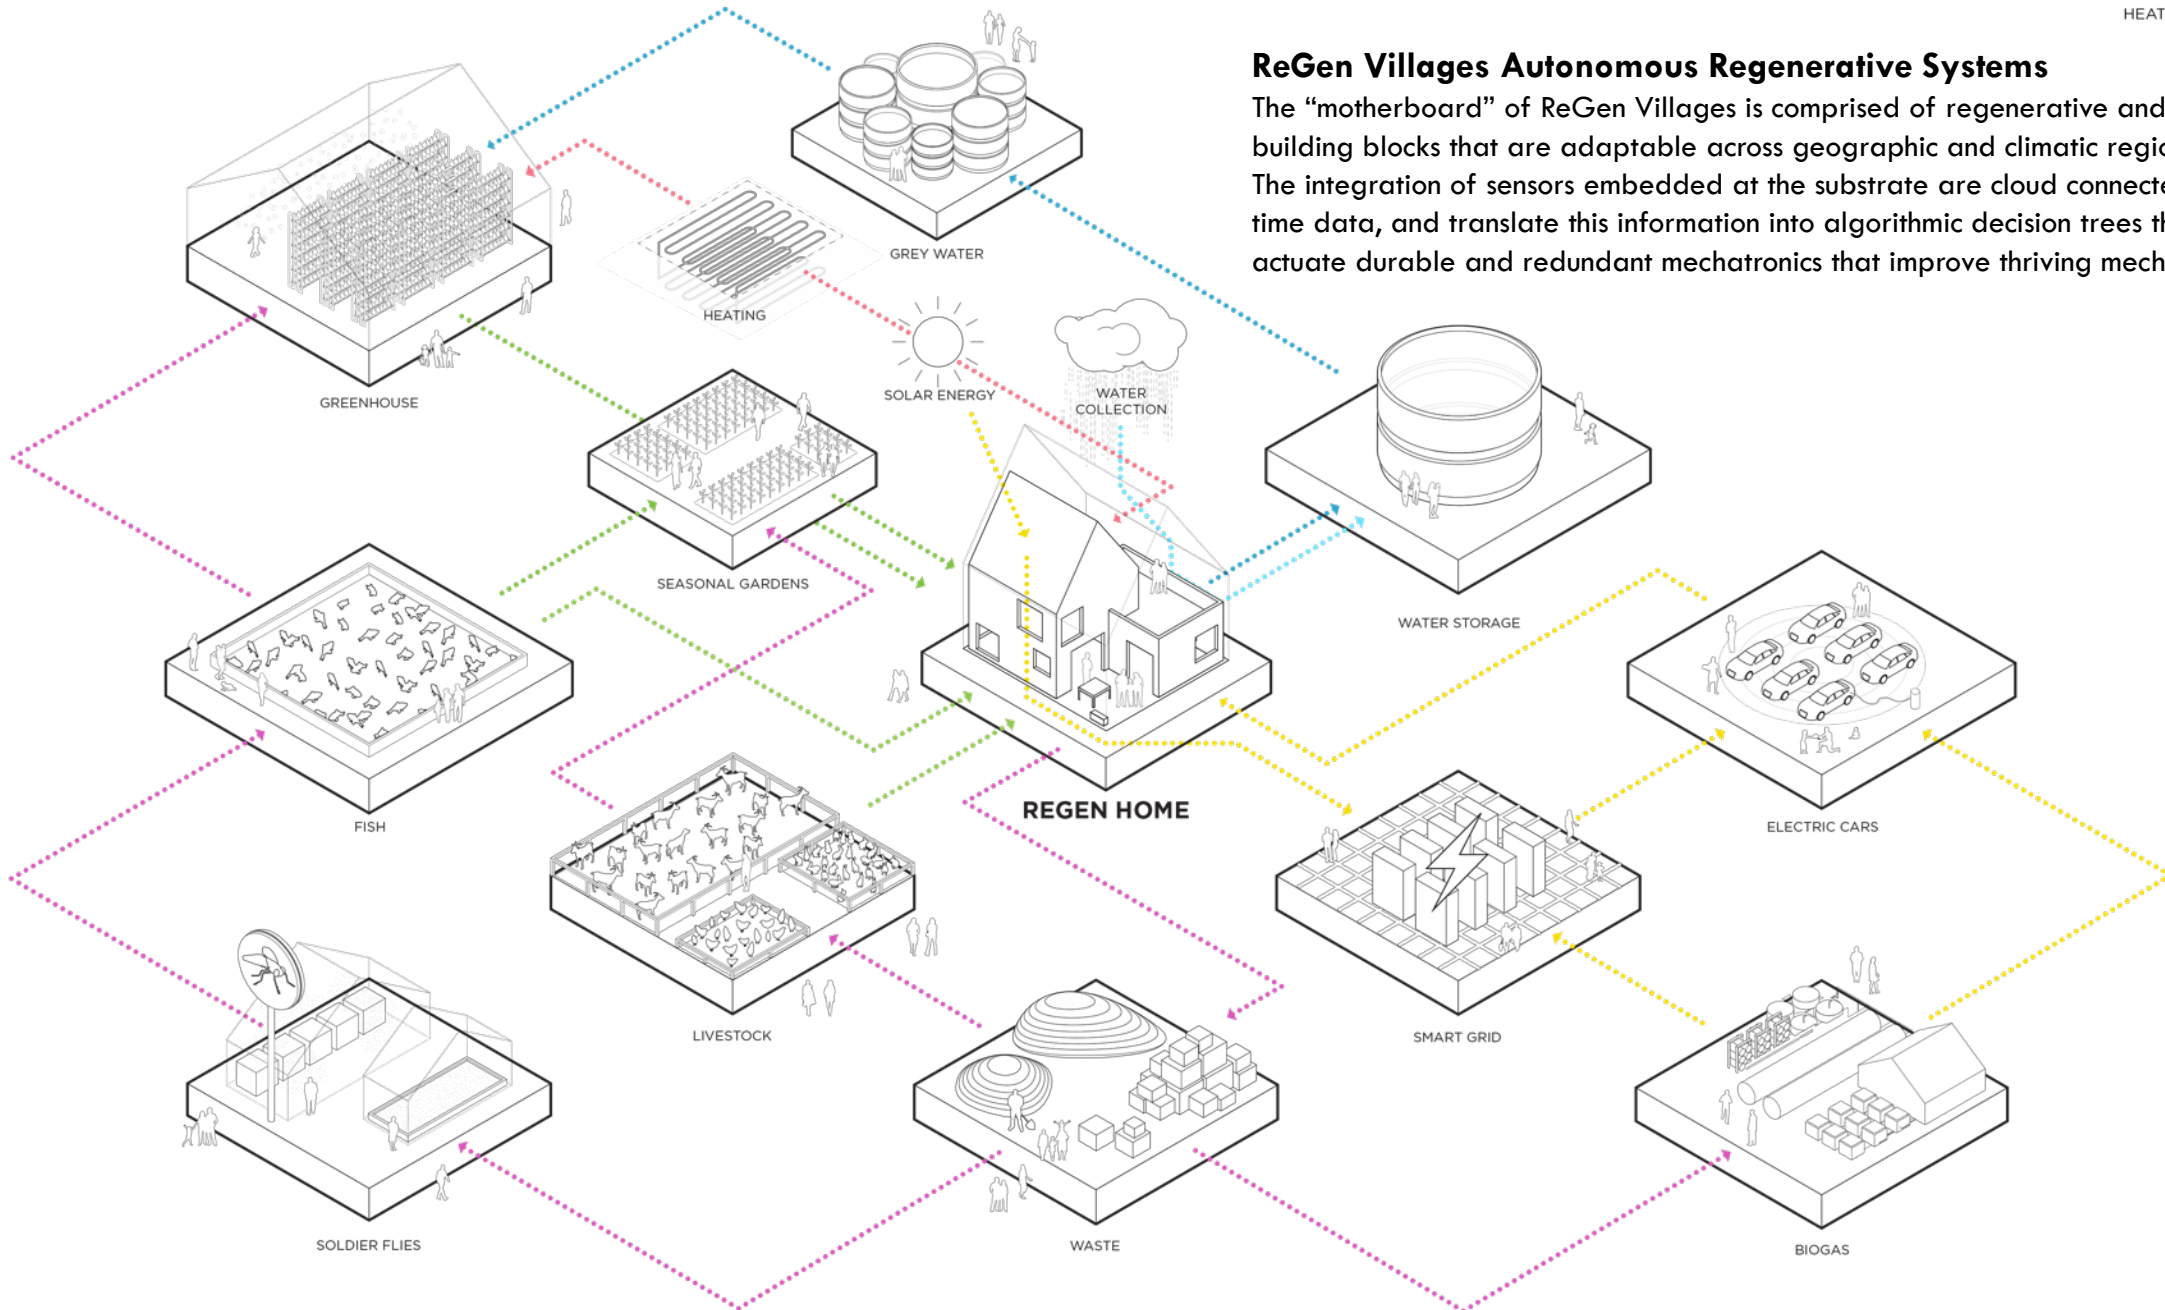 HEAT
ReGen Villages Autonomous Regenerative Systems
The “motherboard” of ReGen Villages is comprised of regenerative and
building blocks that are adaptable across geographic and climatic regio
The integration of sensors embedded at the substrate are cloud connecte
time data, and translate this information into algorithmic decision trees th
actuate durable and redundant mechatronics that improve thriving mech
GREY WATER
HEATING
SOLAR ENERGY
WATER
COLLECTION
GREENHOUSE
SEASONAL GARDENS
WATER STORAGE
REGEN HOME
FISH
ELECTRIC CARS
LIVESTOCK
SMART GRID
SOLDIER FLIES
WASTE
BIOGAS